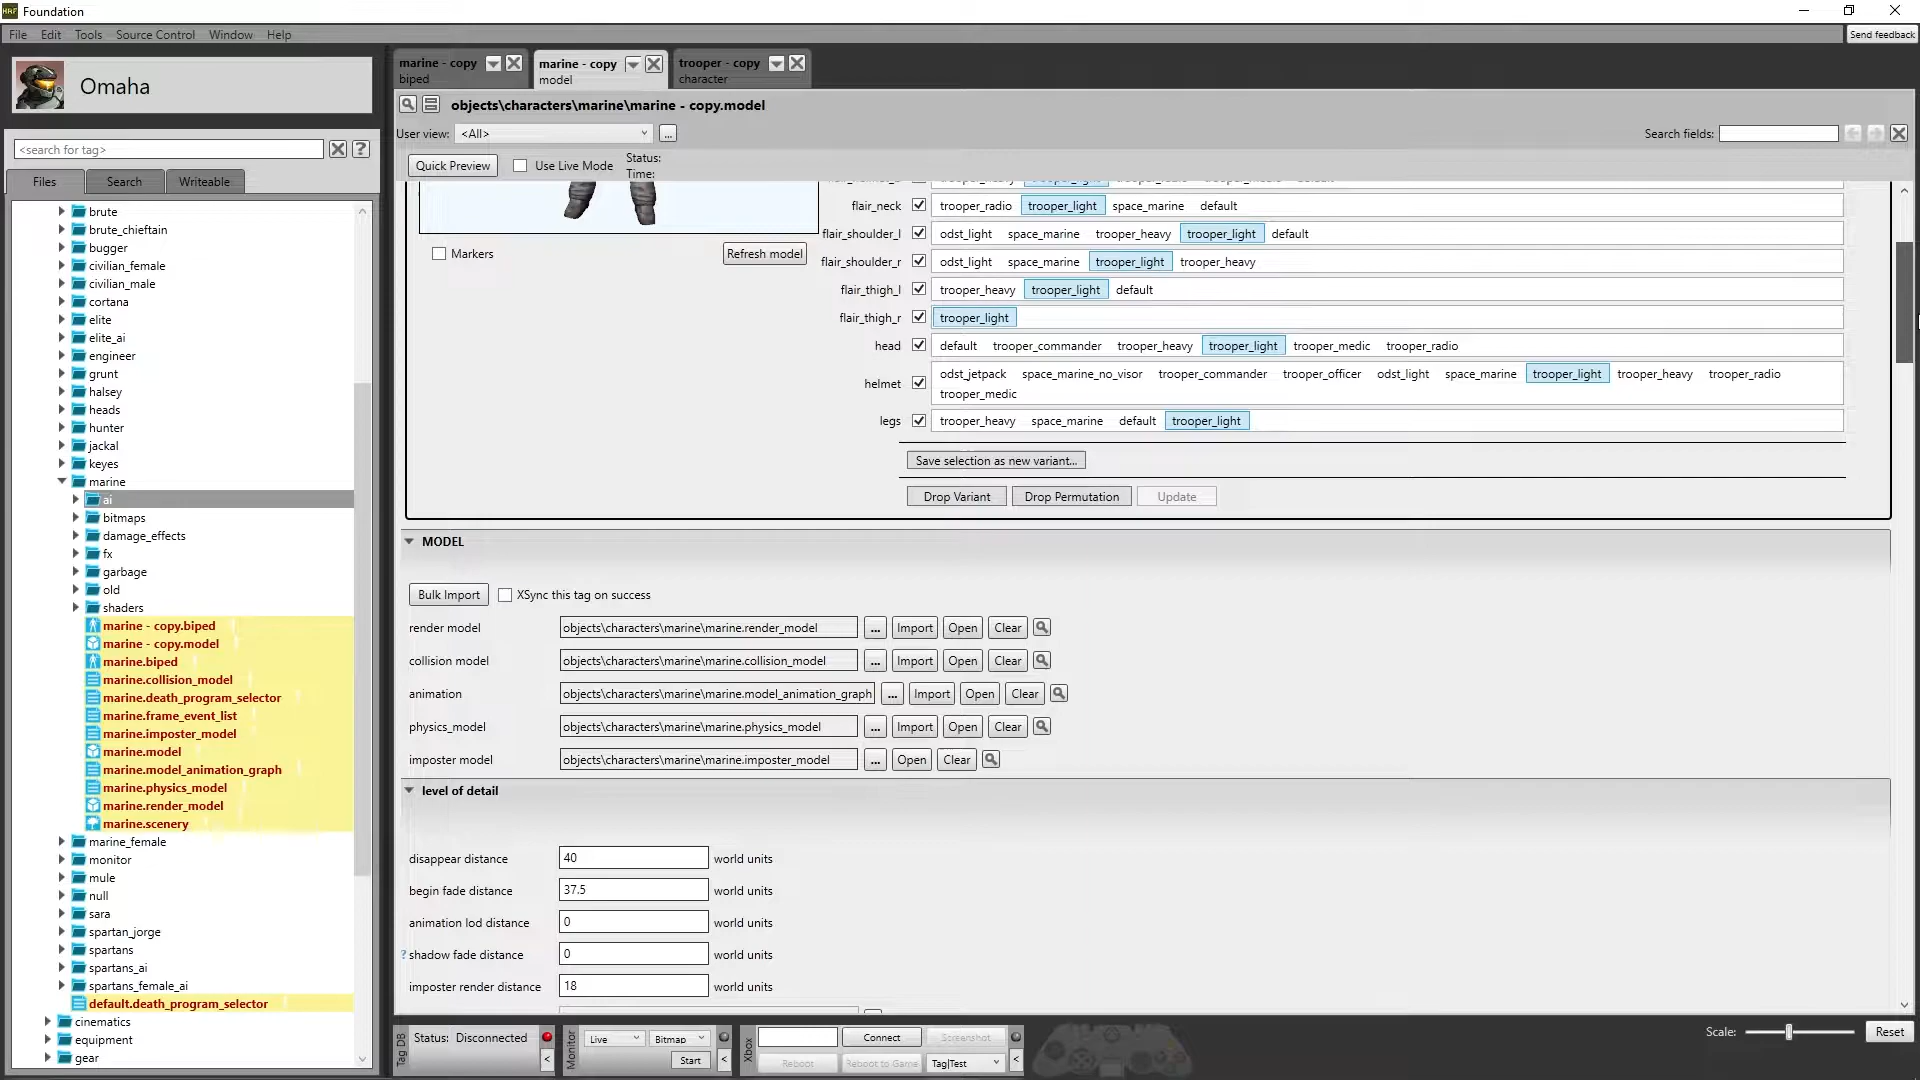 Foundation
File Edit Tools Source Control Window Help
Send feedback
Omaha
<search for tag> ?
Files Search Writeable
brute
brute_chieftain
bugger
civilian_female
civilian_male
cortana
elite
elite_ai
engineer
grunt
halsey
heads
hunter
jackal
keyes
marine
ai
bitmaps
damage_effects
fx
garbage
old
shaders
marine - copy.biped
marine - copy.model
marine.biped
marine.collision_model
marine.death_program_selector
marine.frame_event_list
marine.imposter_model
marine.model
marine.model_animation_graph
marine.physics_model
marine.render_model
marine.scenery
marine_female
monitor
mule
null
sara
spartan_jorge
spartans
spartans_ai
spartans_female_ai
default.death_program_selector
cinematics
equipment
gear
marine - copy
biped
marine - copy
model
trooper - copy
character
objects\characters\marine\marine - copy.model
User view: <All> ... Search fields:
Quick Preview Use Live Mode Status:
Time:
Markers Refresh model
flair_neck trooper_radio trooper_light space_marine default
flair_shoulder_l odst_light space_marine trooper_heavy trooper_light default
flair_shoulder_r odst_light space_marine trooper_light trooper_heavy
flair_thigh_l trooper_heavy trooper_light default
flair_thigh_r trooper_light
head default trooper_commander trooper_heavy trooper_light trooper_medic trooper_radio
helmet odst_jetpack space_marine_no_visor trooper_commander trooper_officer odst_light space_marine trooper_light trooper_heavy trooper_radio
trooper_medic
legs trooper_heavy space_marine default trooper_light
Save selection as new variant...
Drop Variant Drop Permutation Update
MODEL
Bulk Import XSync this tag on success
render model objects\characters\marine\marine.render_model ... Import Open Clear
collision model objects\characters\marine\marine.collision_model ... Import Open Clear
animation objects\characters\marine\marine.model_animation_graph ... Import Open Clear
physics_model objects\characters\marine\marine.physics_model ... Import Open Clear
imposter model objects\characters\marine\marine.imposter_model ... Open Clear
level of detail
disappear distance 40 world units
begin fade distance 37.5 world units
animation lod distance 0 world units
? shadow fade distance 0 world units
imposter render distance 18 world units
Tag DB Status: Disconnected <
Monitor Live Bitmap Start <
Xbox Connect Screenshot
Reboot Reboot to Game Tag|Test <
Scale: Reset